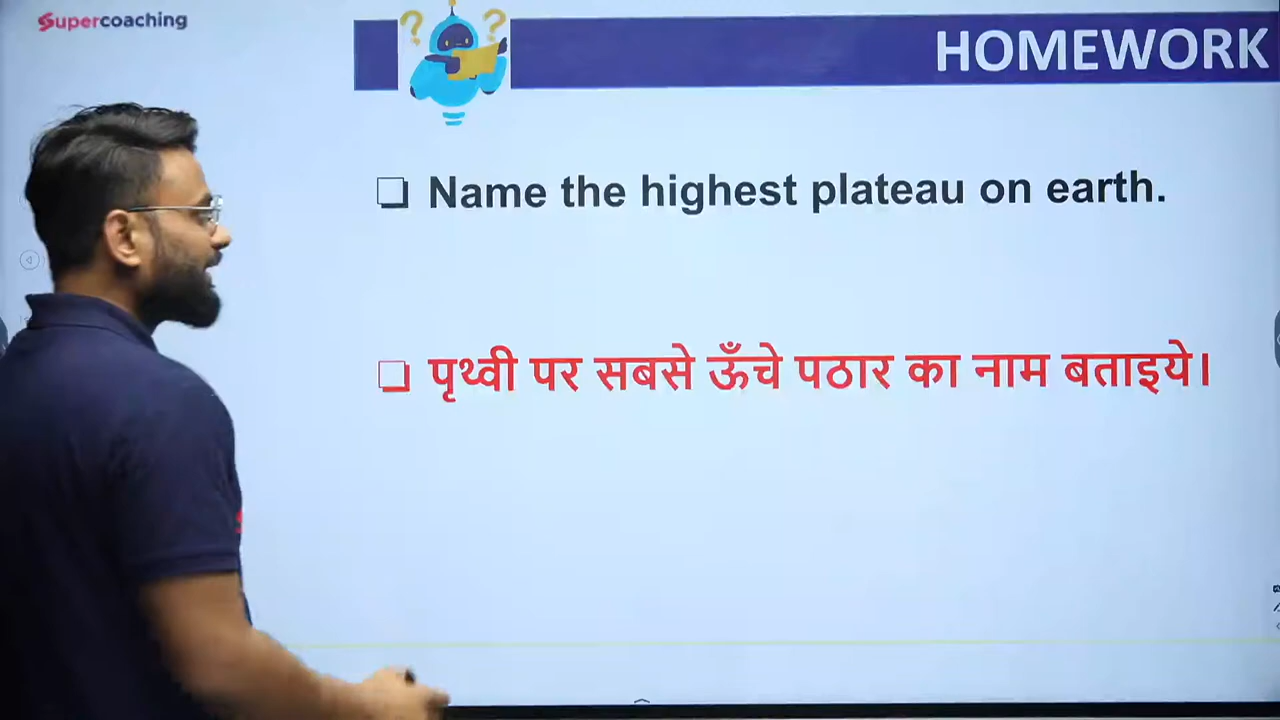 Supercoaching
HOMEWORK
Name the highest plateau on earth.
पृथ्वी पर सबसे ऊँचे पठार का नाम बताइये।